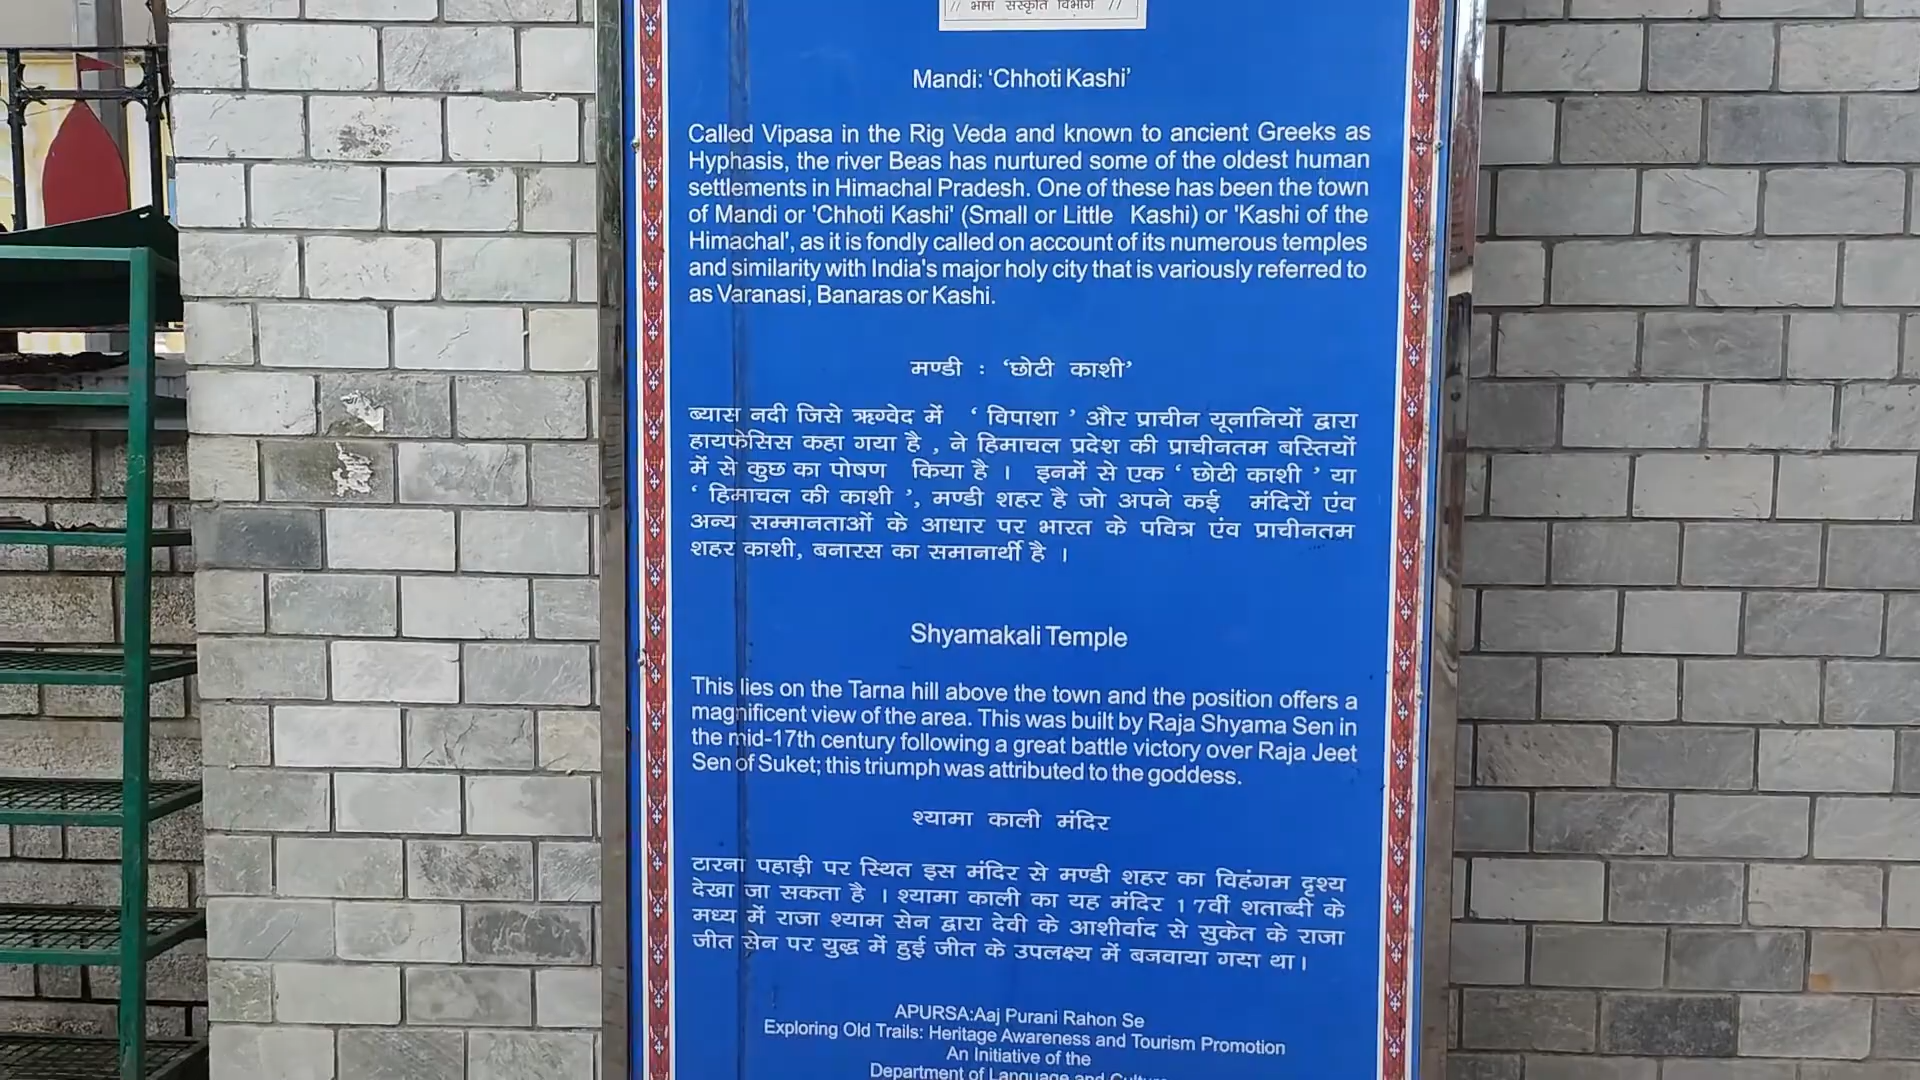 // भाषा संस्कृति विभाग //
Mandi: ‘Chhoti Kashi’
Called Vipasa in the Rig Veda and known to ancient Greeks as
Hyphasis, the river Beas has nurtured some of the oldest human
settlements in Himachal Pradesh. One of these has been the town
of Mandi or 'Chhoti Kashi' (Small or Little Kashi) or 'Kashi of the
Himachal', as it is fondly called on account of its numerous temples
and similarity with India's major holy city that is variously referred to
as Varanasi, Banaras or Kashi.
मण्डी : ‘छोटी काशी’
ब्यास नदी जिसे ऋग्वेद में ‘ विपाशा ’ और प्राचीन यूनानियों द्वारा
हायफेसिस कहा गया है , ने हिमाचल प्रदेश की प्राचीनतम बस्तियों
में से कुछ का पोषण किया है । इनमें से एक ‘ छोटी काशी ’ या
‘ हिमाचल की काशी ’, मण्डी शहर है जो अपने कई मंदिरों एंव
अन्य सम्मानताओं के आधार पर भारत के पवित्र एंव प्राचीनतम
शहर काशी, बनारस का समानार्थी है ।
Shyamakali Temple
This lies on the Tarna hill above the town and the position offers a
magnificent view of the area. This was built by Raja Shyama Sen in
the mid-17th century following a great battle victory over Raja Jeet
Sen of Suket; this triumph was attributed to the goddess.
श्यामा काली मंदिर
टारना पहाड़ी पर स्थित इस मंदिर से मण्डी शहर का विहंगम दृश्य
देखा जा सकता है । श्यामा काली का यह मंदिर 17वीं शताब्दी के
मध्य में राजा श्याम सेन द्वारा देवी के आशीर्वाद से सुकेत के राजा
जीत सेन पर युद्ध में हुई जीत के उपलक्ष्य में बजवाया गया था।
APURSA:Aaj Purani Rahon Se
Exploring Old Trails: Heritage Awareness and Tourism Promotion
An Initiative of the
Department of Language and Culture